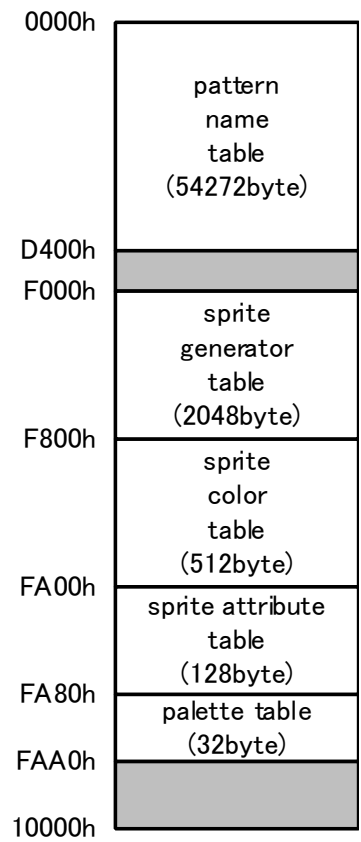 0000h
pattern
name
table
(54272byte)
D400h
F000h
sprite
generator
table
(2048byte)
F800h
sprite
color
table
(512byte)
FA00h
sprite attribute
table
(128byte)
FA80h
palette table
(32byte)
FAA0h
10000h